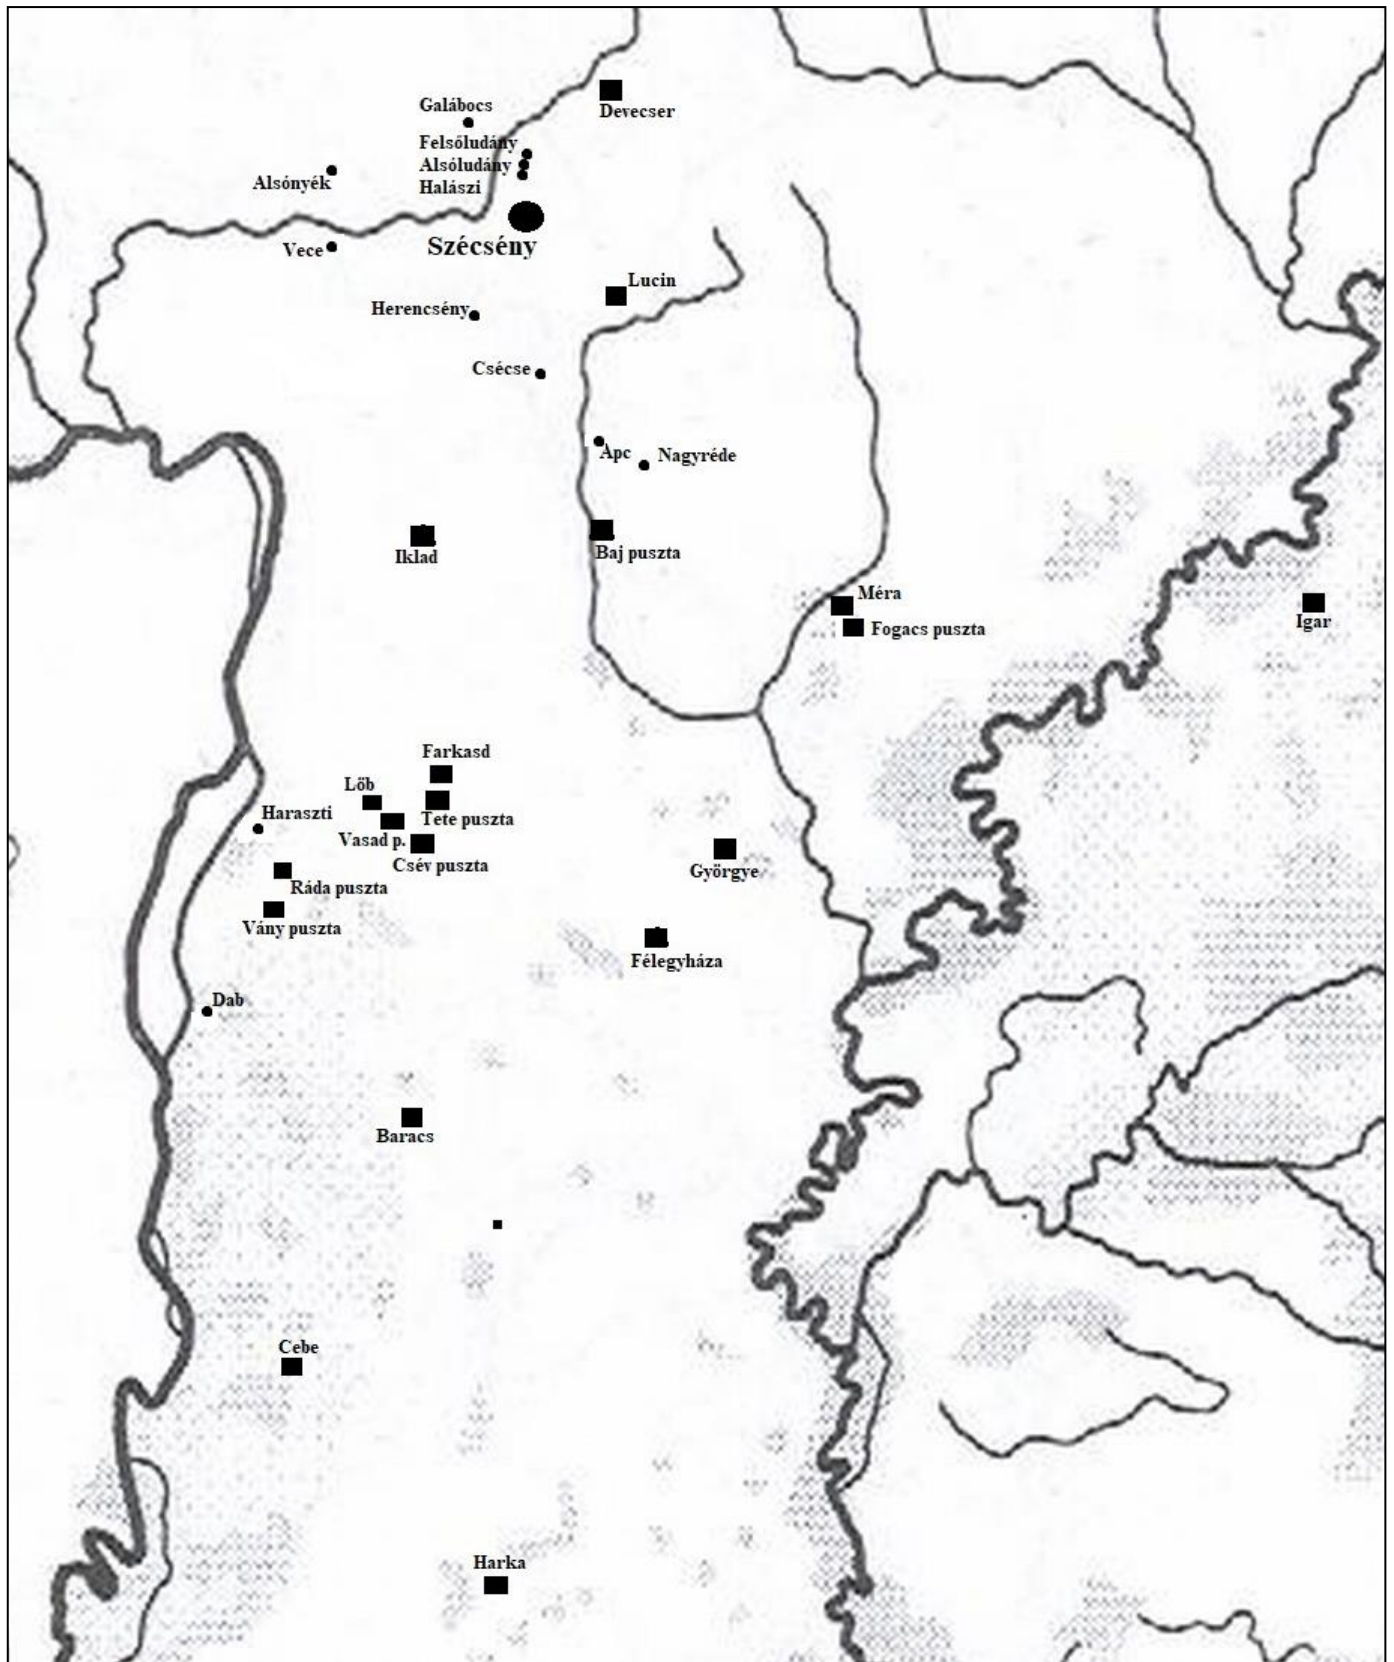 Galábocs
Devecser
Felsőludány
Alsóludány
Halászi
Alsónyék
Szécsény
Vece
Lucin
Herencsény
Csécse
Apc
Nagyréde
Iklad
Baj puszta
Méra
Fogacs puszta
Igar
Farkasd
Löb
Haraszti
Tete puszta
Vasad p.
Csév puszta
Györgye
Ráda puszta
Vány puszta
Félegyháza
Dab
Baracs
Cebe
Harka